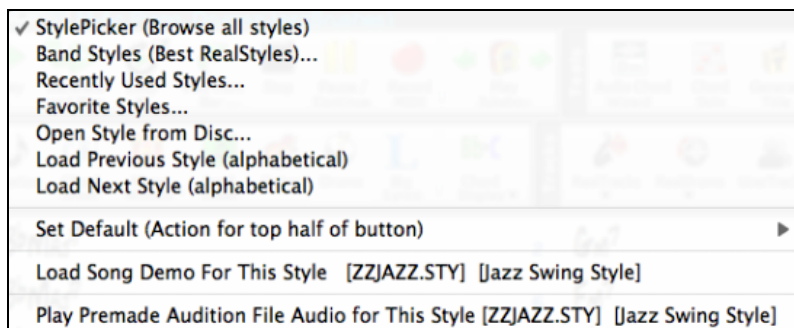 ✓ StylePicker (Browse all styles)
Band Styles (Best RealStyles)...
Recently Used Styles...
Favorite Styles...
Open Style from Disc...
Load Previous Style (alphabetical)
Load Next Style (alphabetical)
Set Default (Action for top half of button)
Load Song Demo For This Style [ZZJAZZ.STY] [Jazz Swing Style]
Play Premade Audition File Audio for This Style [ZZJAZZ.STY] [Jazz Swing Style]